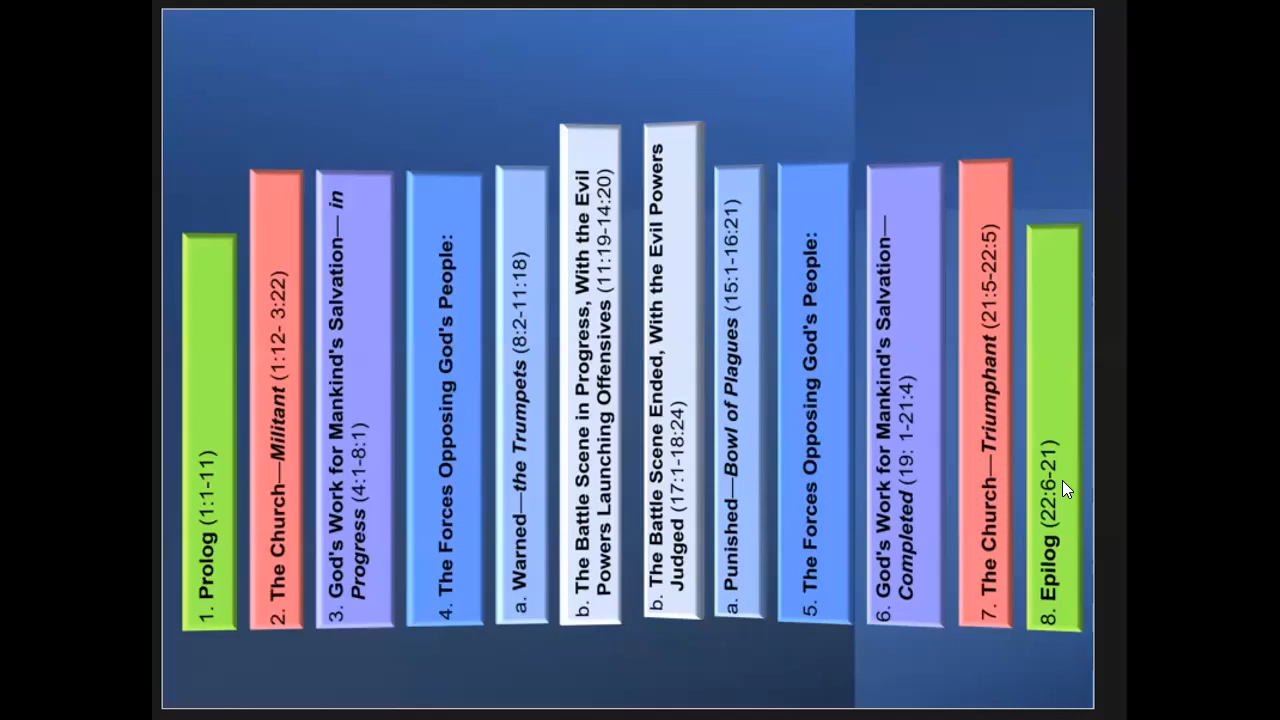 1. Prolog (1:1-11)
2. The Church—Militant (1:12- 3:22)
3. God's Work for Mankind's Salvation— in
Progress (4:1-8:1)
4. The Forces Opposing God's People:
a. Warned—the Trumpets (8:2-11:18)
b. The Battle Scene in Progress, With the Evil
Powers Launching Offensives (11:19-14:20)
b. The Battle Scene Ended, With the Evil Powers
Judged (17:1-18:24)
a. Punished—Bowl of Plagues (15:1-16:21)
5. The Forces Opposing God's People:
6. God's Work for Mankind's Salvation—
Completed (19: 1-21:4)
7. The Church—Triumphant (21:5-22:5)
8. Epilog (22:6-21)